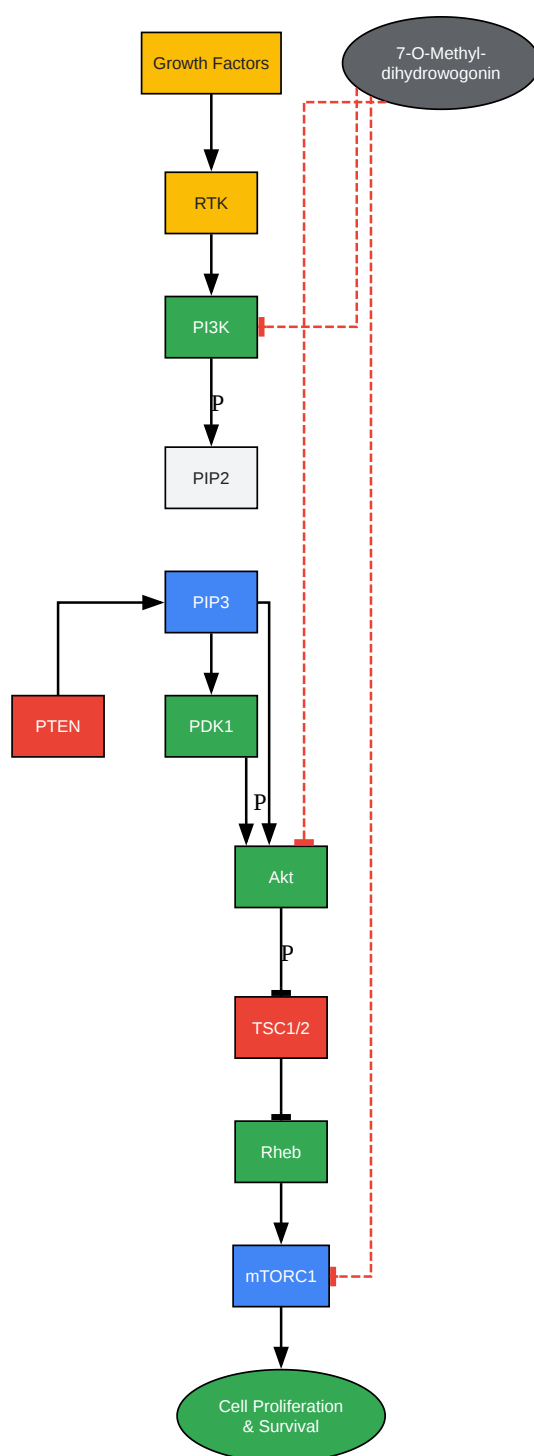 Growth Factors
7-O-Methyl-
dihydrowogonin
RTK
PI3K
P
PIP2
PIP3
PTEN
PDK1
P
Akt
P
TSC1/2
Rheb
mTORC1
Cell Proliferation
& Survival